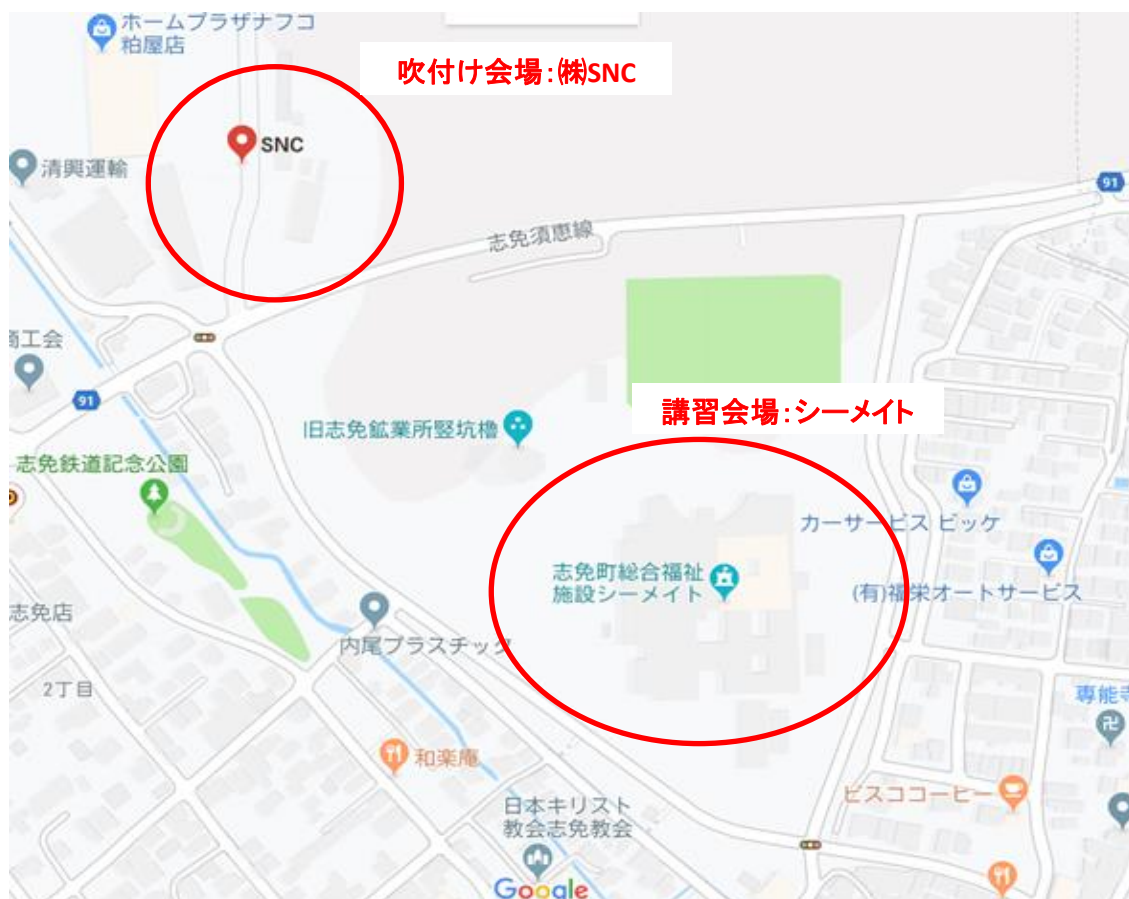 ホームプラザナフコ
粕屋店
吹付け会場:㈱SNC
SNC
清興運輸
91
志免須恵線
商工会
91
講習会場:シーメイト
旧志免鉱業所竪坑櫓
志免鉄道記念公園
カーサービス ビッケ
志免町総合福祉
施設シーメイト
(有)福栄オートサービス
志免店
内尾プラスチック
2丁目
専能寺
和楽庵
ビスココーヒー
日本キリスト
教会志免教会
Google